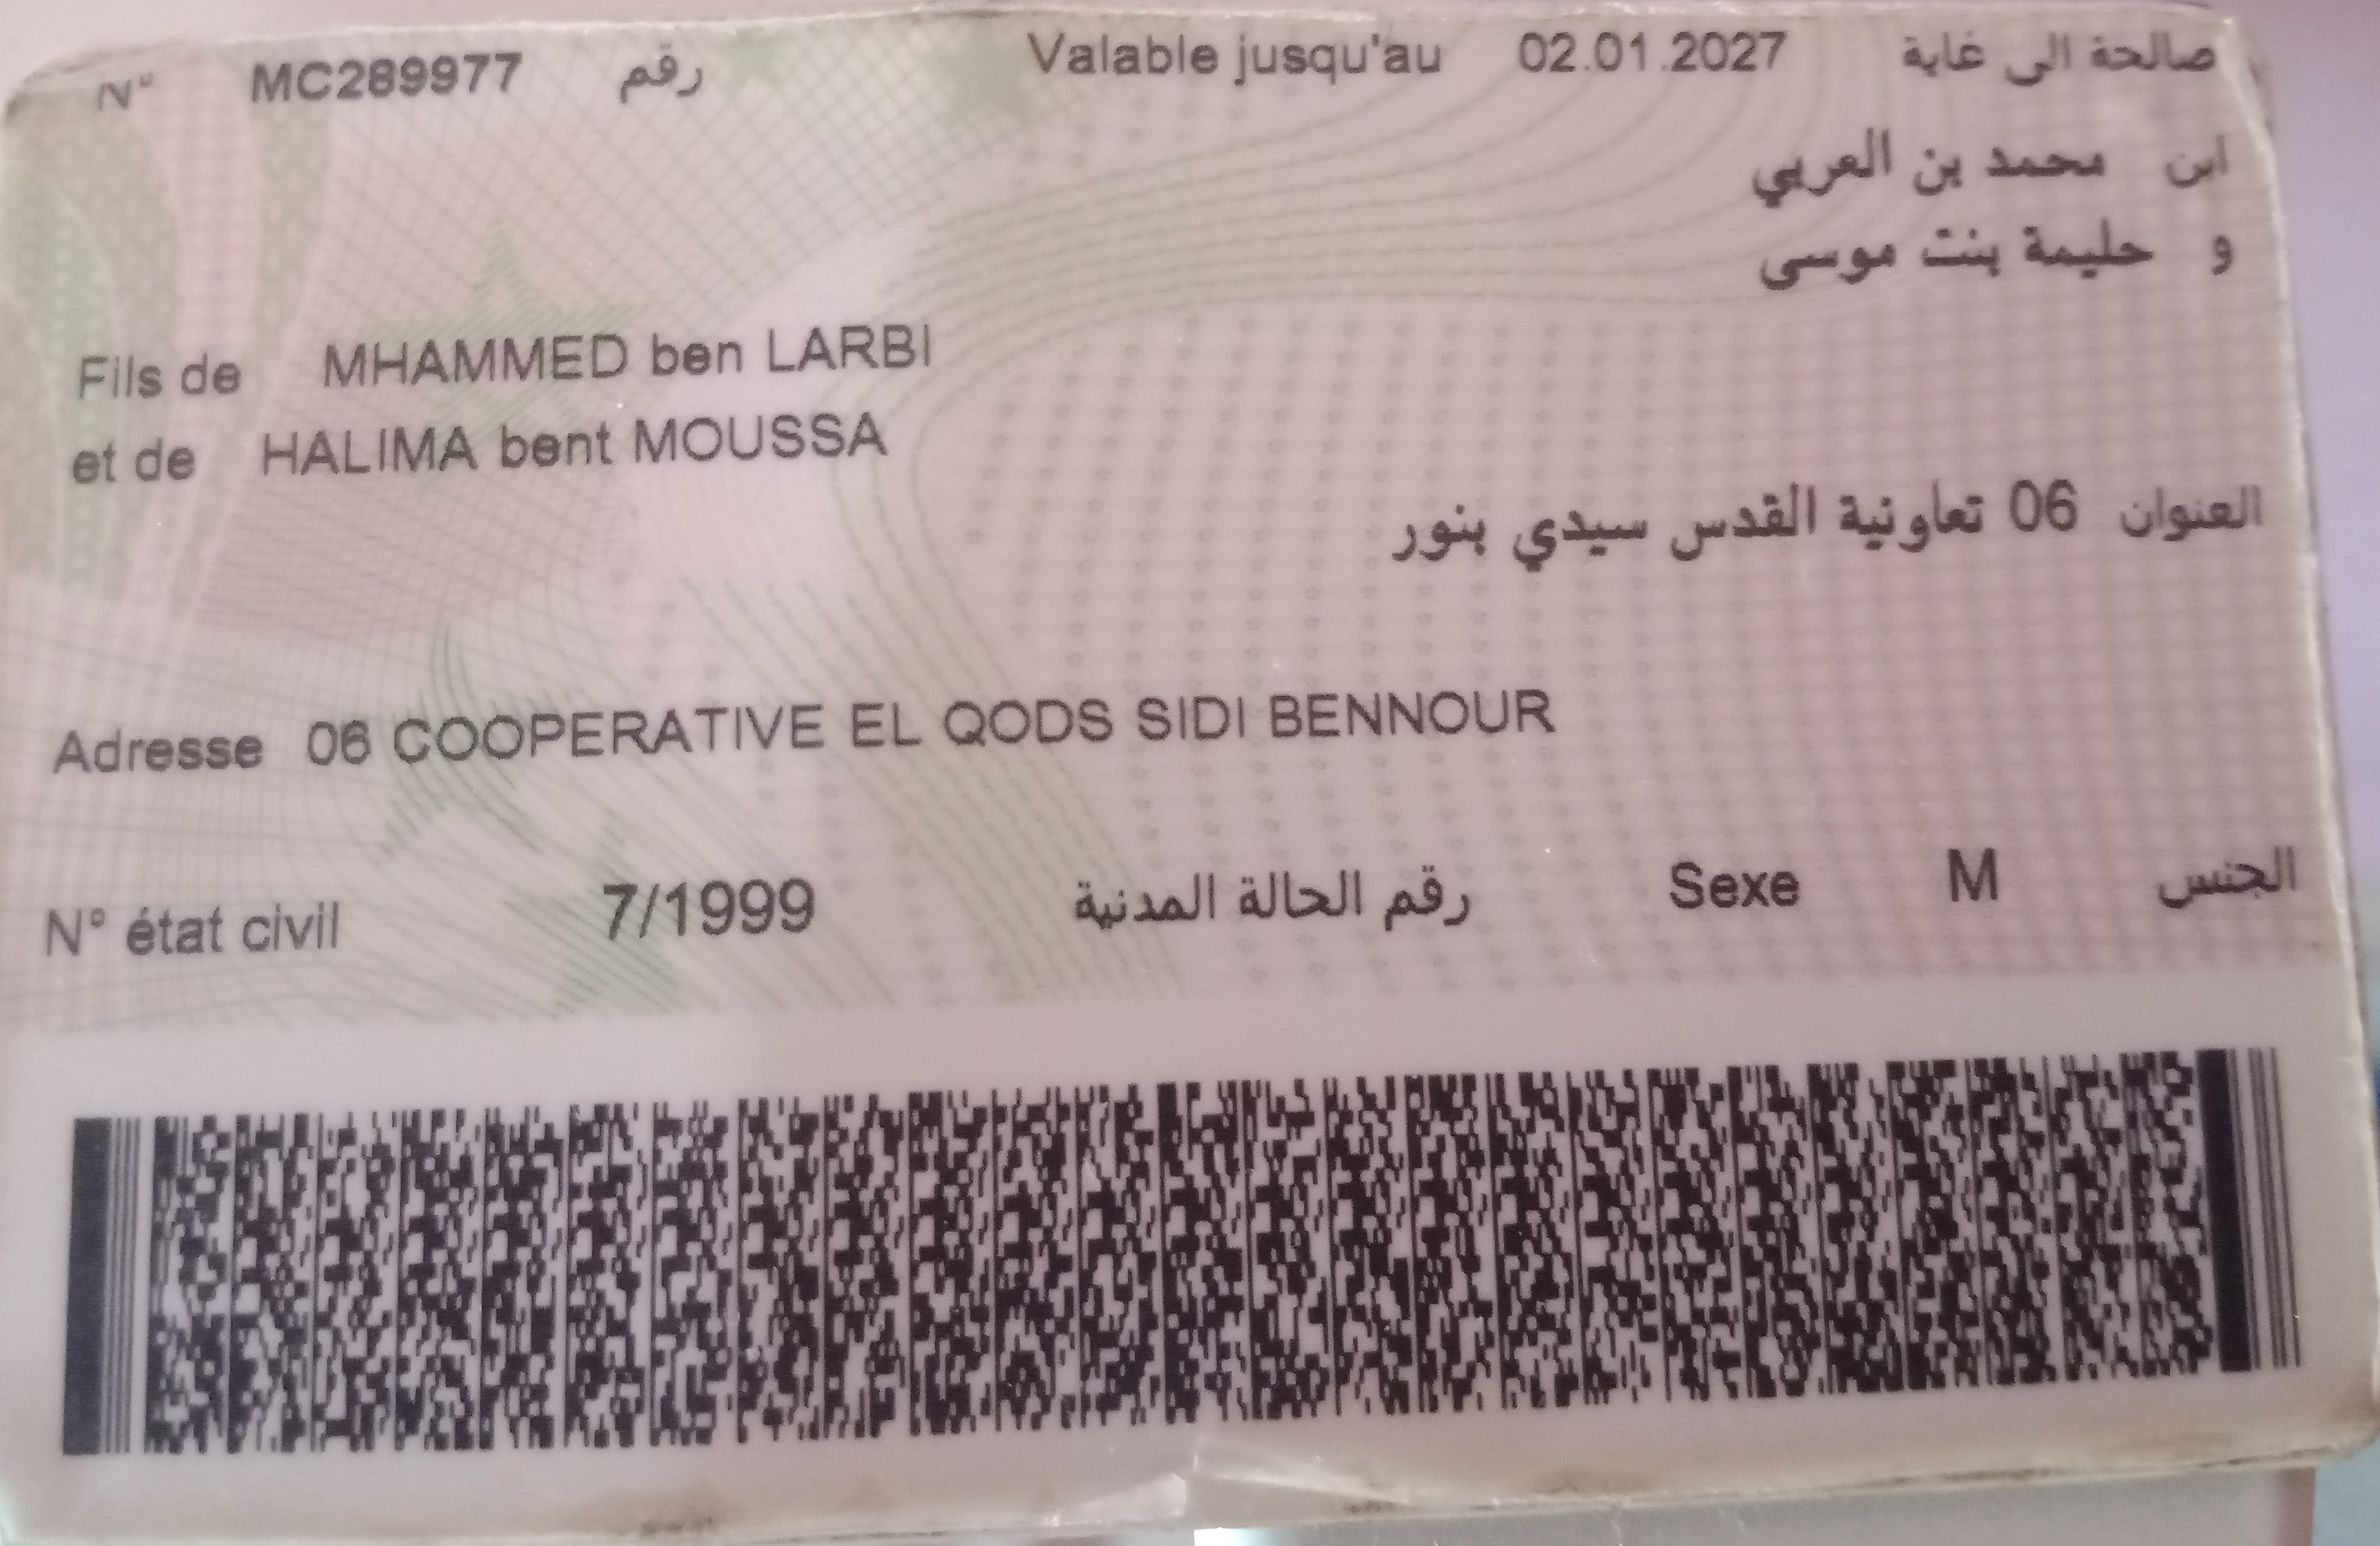 N° MC289977 رقم Valable jusqu'au 02.01.2027 صالحة الى غاية
ابن محمد بن العربي
و حليمة بنت موسى
Fils de MHAMMED ben LARBI
et de HALIMA bent MOUSSA
العنوان 06 تعاونية القدس سيدي بنور
Adresse 06 COOPERATIVE EL QODS SIDI BENNOUR
N° état civil 7/1999 رقم الحالة المدنية Sexe M الجنس